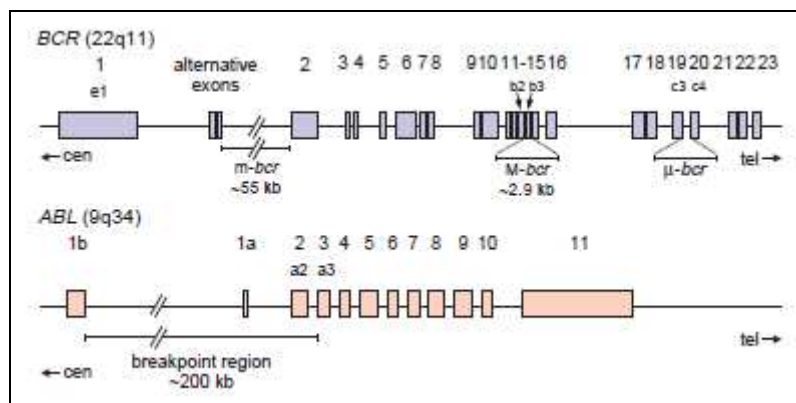 BCR (22q11)
1 alternative exons 2 3 4 5 6 7 8 9 10 11-15 16 17 18 19 20 21 22 23
e1 b2 b3 c3 c4
←cen m-bcr M-bcr μ-bcr tel→
~55 kb ~2.9 kb
ABL (9q34)
1b 1a 2 3 4 5 6 7 8 9 10 11
a2 a3
breakpoint region tel→
←cen ~200 kb